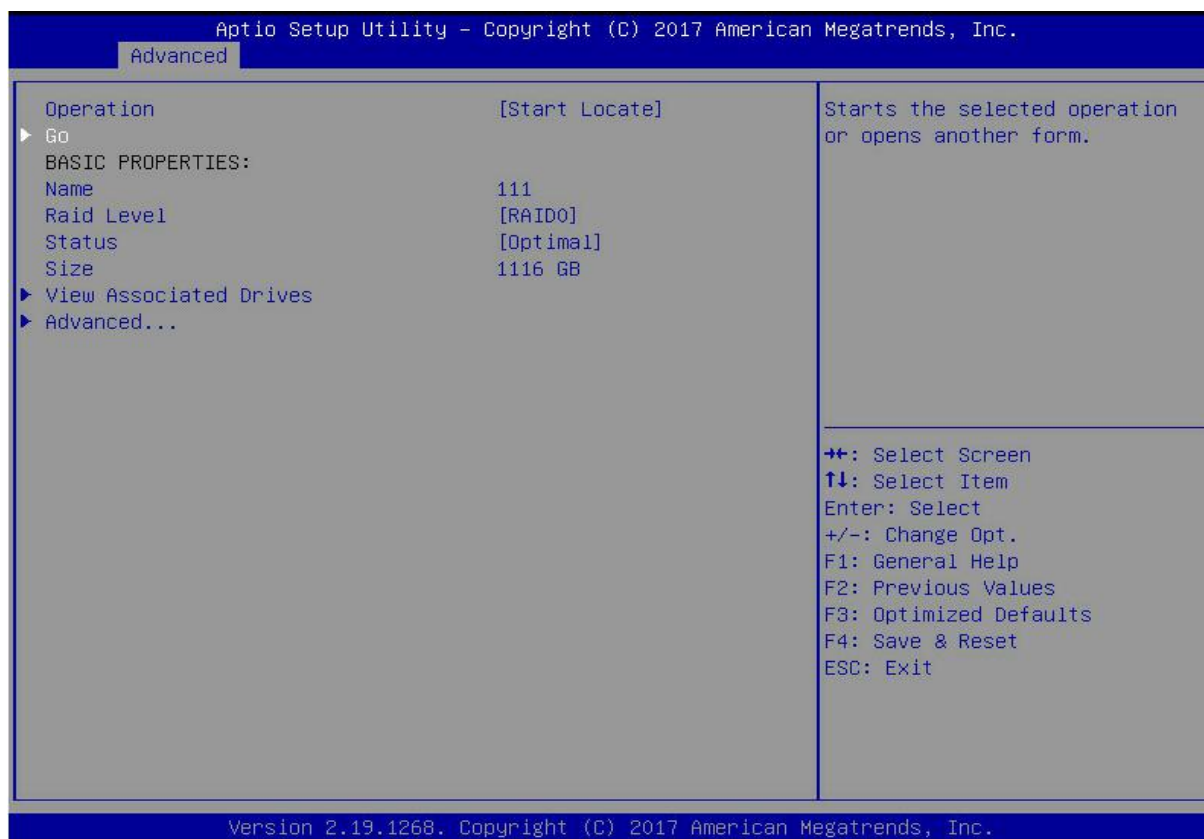 Aptio Setup Utility – Copyright (C) 2017 American Megatrends, Inc.
Advanced
Operation [Start Locate]
Go
BASIC PROPERTIES:
Name 111
Raid Level [RAID0]
Status [Optimal]
Size 1116 GB
View Associated Drives
Advanced...
Starts the selected operation
or opens another form.
→←: Select Screen
↑↓: Select Item
Enter: Select
+/-: Change Opt.
F1: General Help
F2: Previous Values
F3: Optimized Defaults
F4: Save & Reset
ESC: Exit
Version 2.19.1268. Copyright (C) 2017 American Megatrends, Inc.